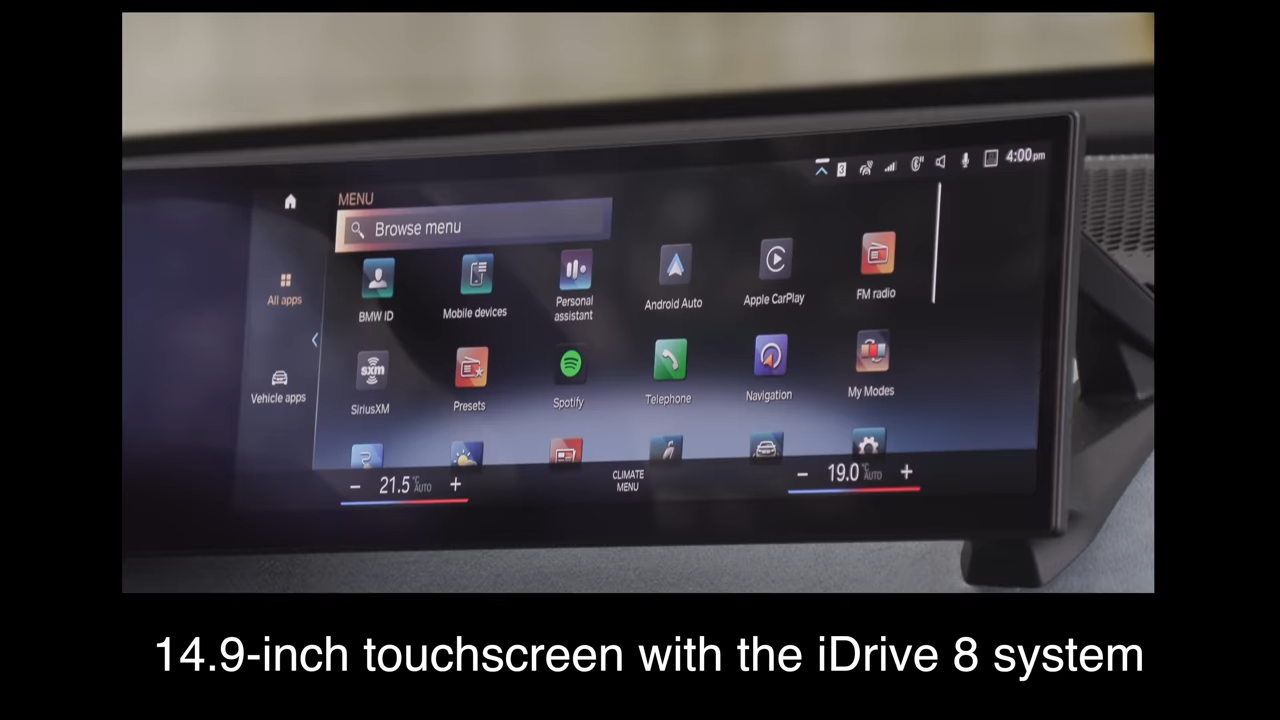 4:00pm
MENU
Browse menu
All apps
Vehicle apps
BMW ID
Mobile devices
Personal
assistant
Android Auto
Apple CarPlay
FM radio
sxm
SiriusXM
Presets
Spotify
Telephone
Navigation
My Modes
− 21.5 °C AUTO +
CLIMATE
MENU
− 19.0 °C AUTO +
14.9-inch touchscreen with the iDrive 8 system